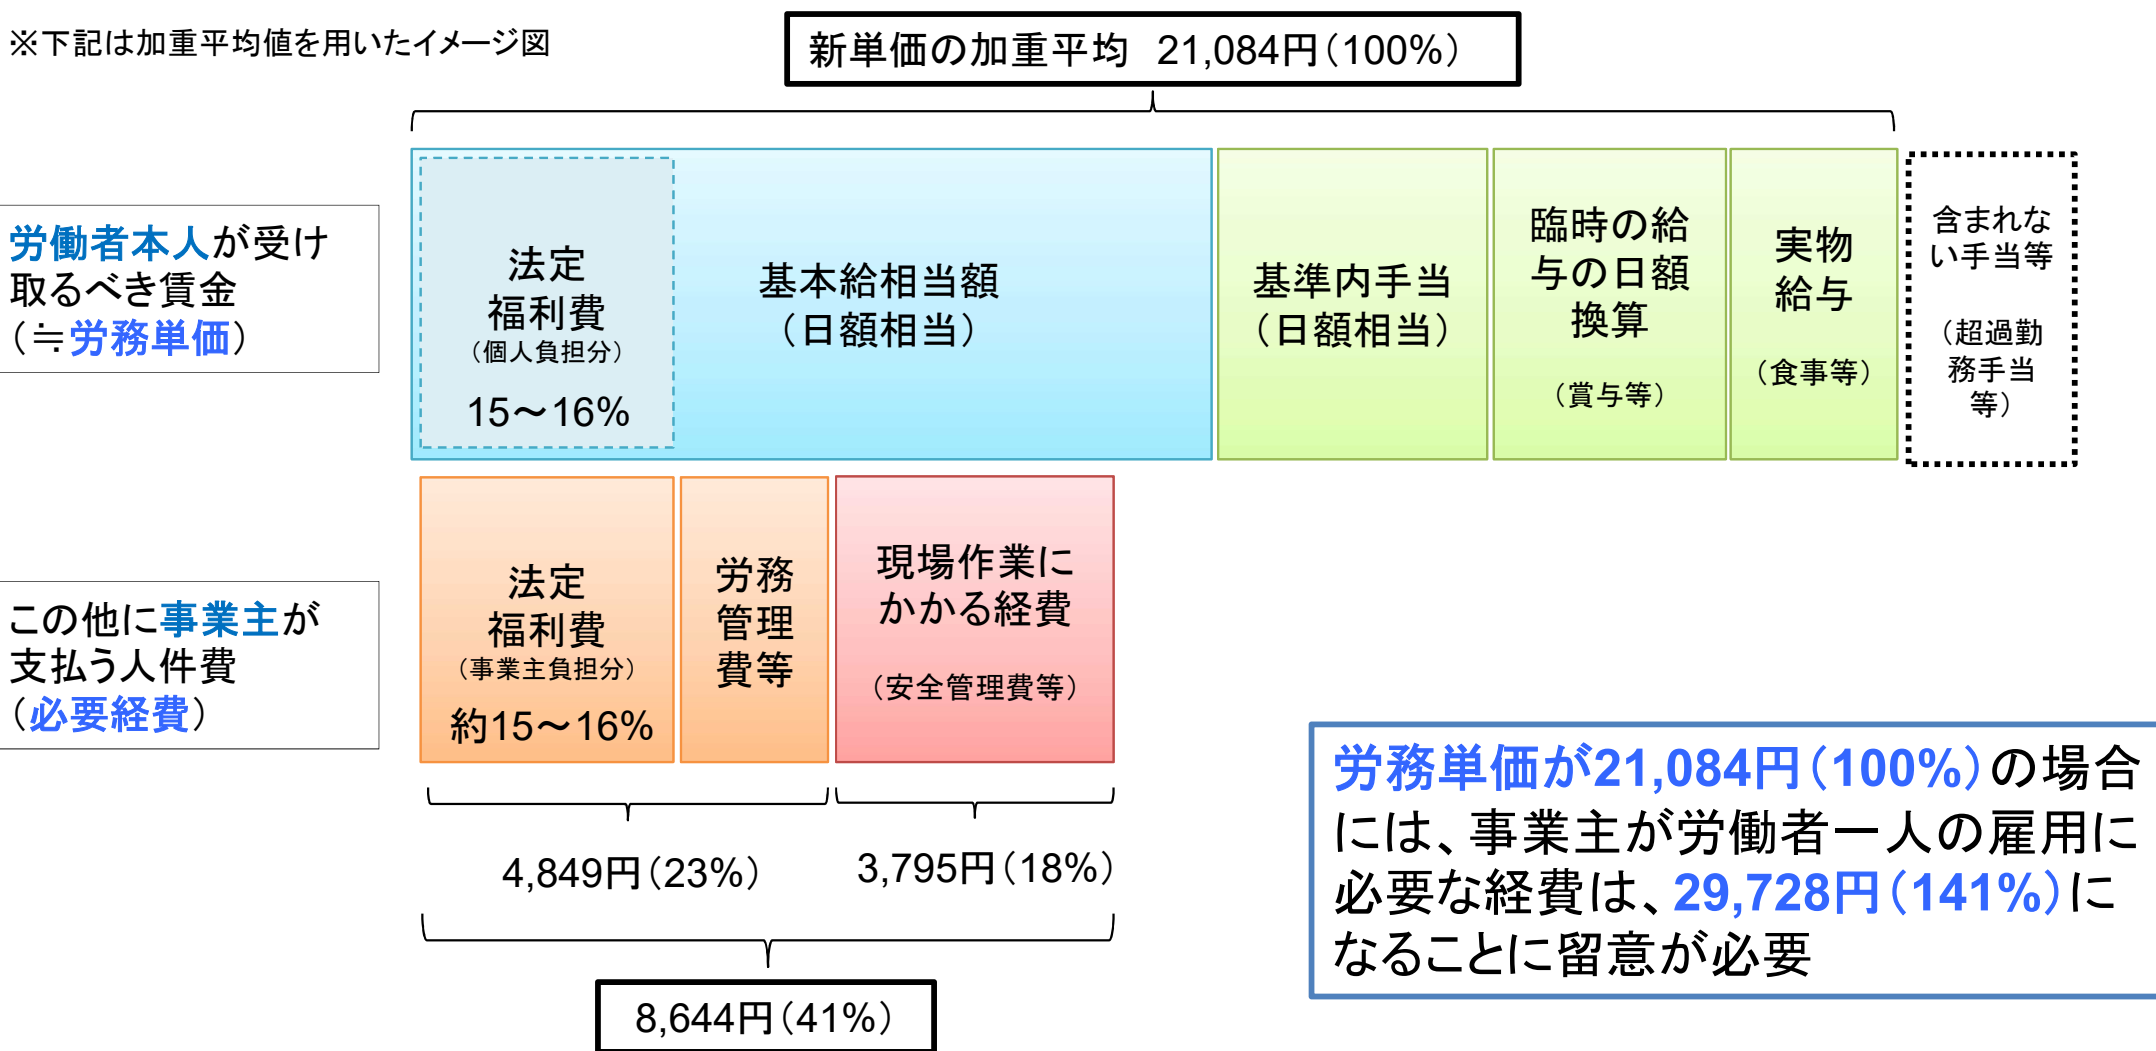 ※下記は加重平均値を用いたイメージ図
新単価の加重平均 21,084円（100%）
労働者本人が受け
取るべき賃金
（≒労務単価）
法定
福利費
（個人負担分）
15～16%
基本給相当額
（日額相当）
基準内手当
（日額相当）
臨時の給
与の日額
換算
（賞与等）
実物
給与
（食事等）
含まれな
い手当等
（超過勤
務手当
等）
この他に事業主が
支払う人件費
（必要経費）
法定
福利費
（事業主負担分）
約15～16%
労務
管理
費等
現場作業に
かかる経費
（安全管理費等）
4,849円（23%）
3,795円（18%）
8,644円（41%）
労務単価が21,084円（100%）の場合
には、事業主が労働者一人の雇用に
必要な経費は、29,728円（141%）に
なることに留意が必要